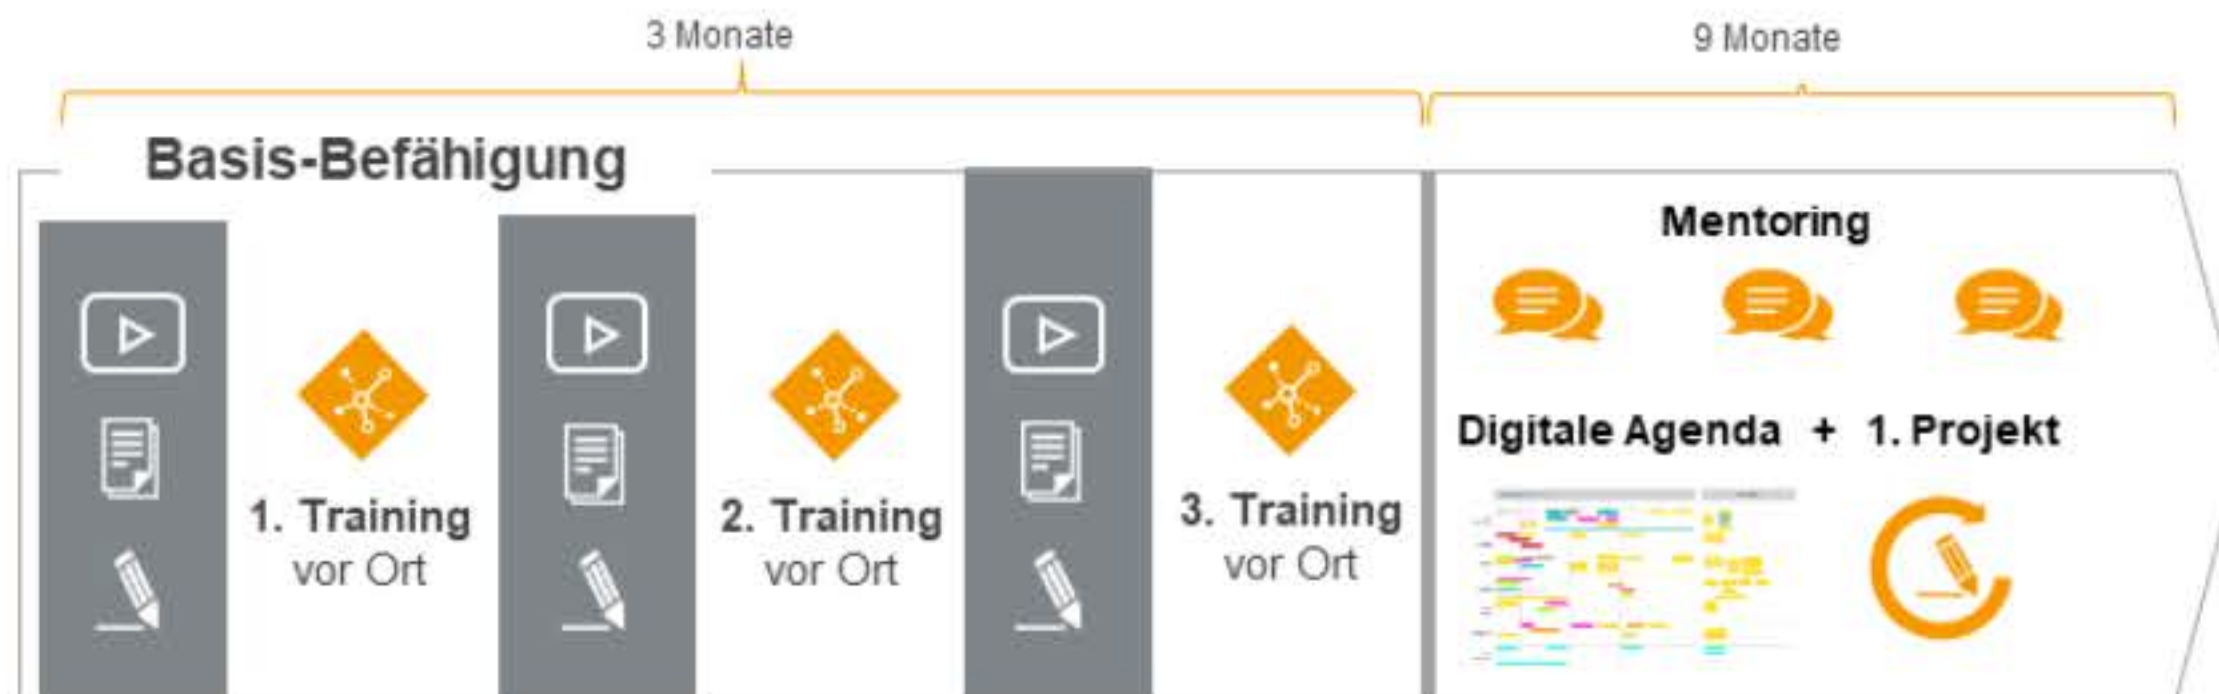 3 Monate
9 Monate
Basis-Befähigung
1. Training
vor Ort
2. Training
vor Ort
3. Training
vor Ort
Mentoring
Digitale Agenda + 1. Projekt